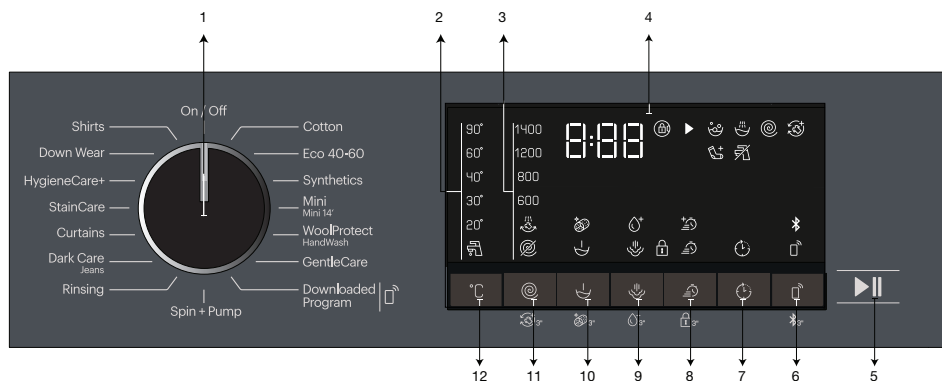 1
2
3
4
On / Off
Shirts
Down Wear
HygieneCare+
StainCare
Curtains
Dark Care
Jeans
Rinsing
Spin + Pump
Cotton
Eco 40-60
Synthetics
Mini
Mini 14'
WoolProtect
HandWash
GentleCare
Downloaded
Program
90°
60°
40°
30°
20°
1400
1200
800
600
8:88
°C
3"
3"
3"
3"
3"
12
11
10
9
8
7
6
5